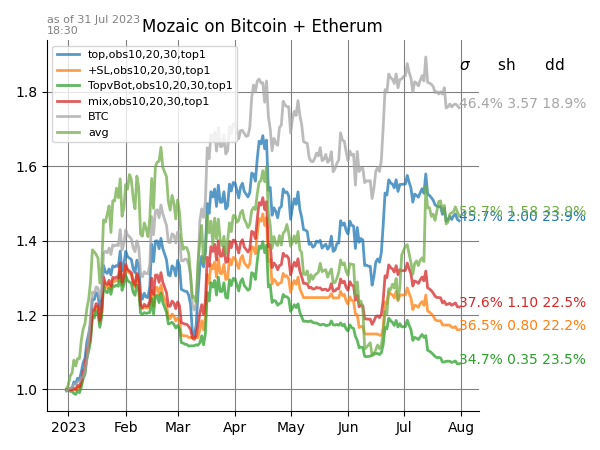 as of 31 Jul 2023
18:30
Mozaic on Bitcoin + Etherum
top,obs10,20,30,top1
+SL,obs10,20,30,top1
TopvBot,obs10,20,30,top1
mix,obs10,20,30,top1
BTC
avg
σ sh dd
46.4% 3.57 18.9%
58.7% 1.58 23.9%
45.7% 2.00 23.9%
37.6% 1.10 22.5%
36.5% 0.80 22.2%
34.7% 0.35 23.5%
1.8
1.6
1.4
1.2
1.0
2023 Feb Mar Apr May Jun Jul Aug